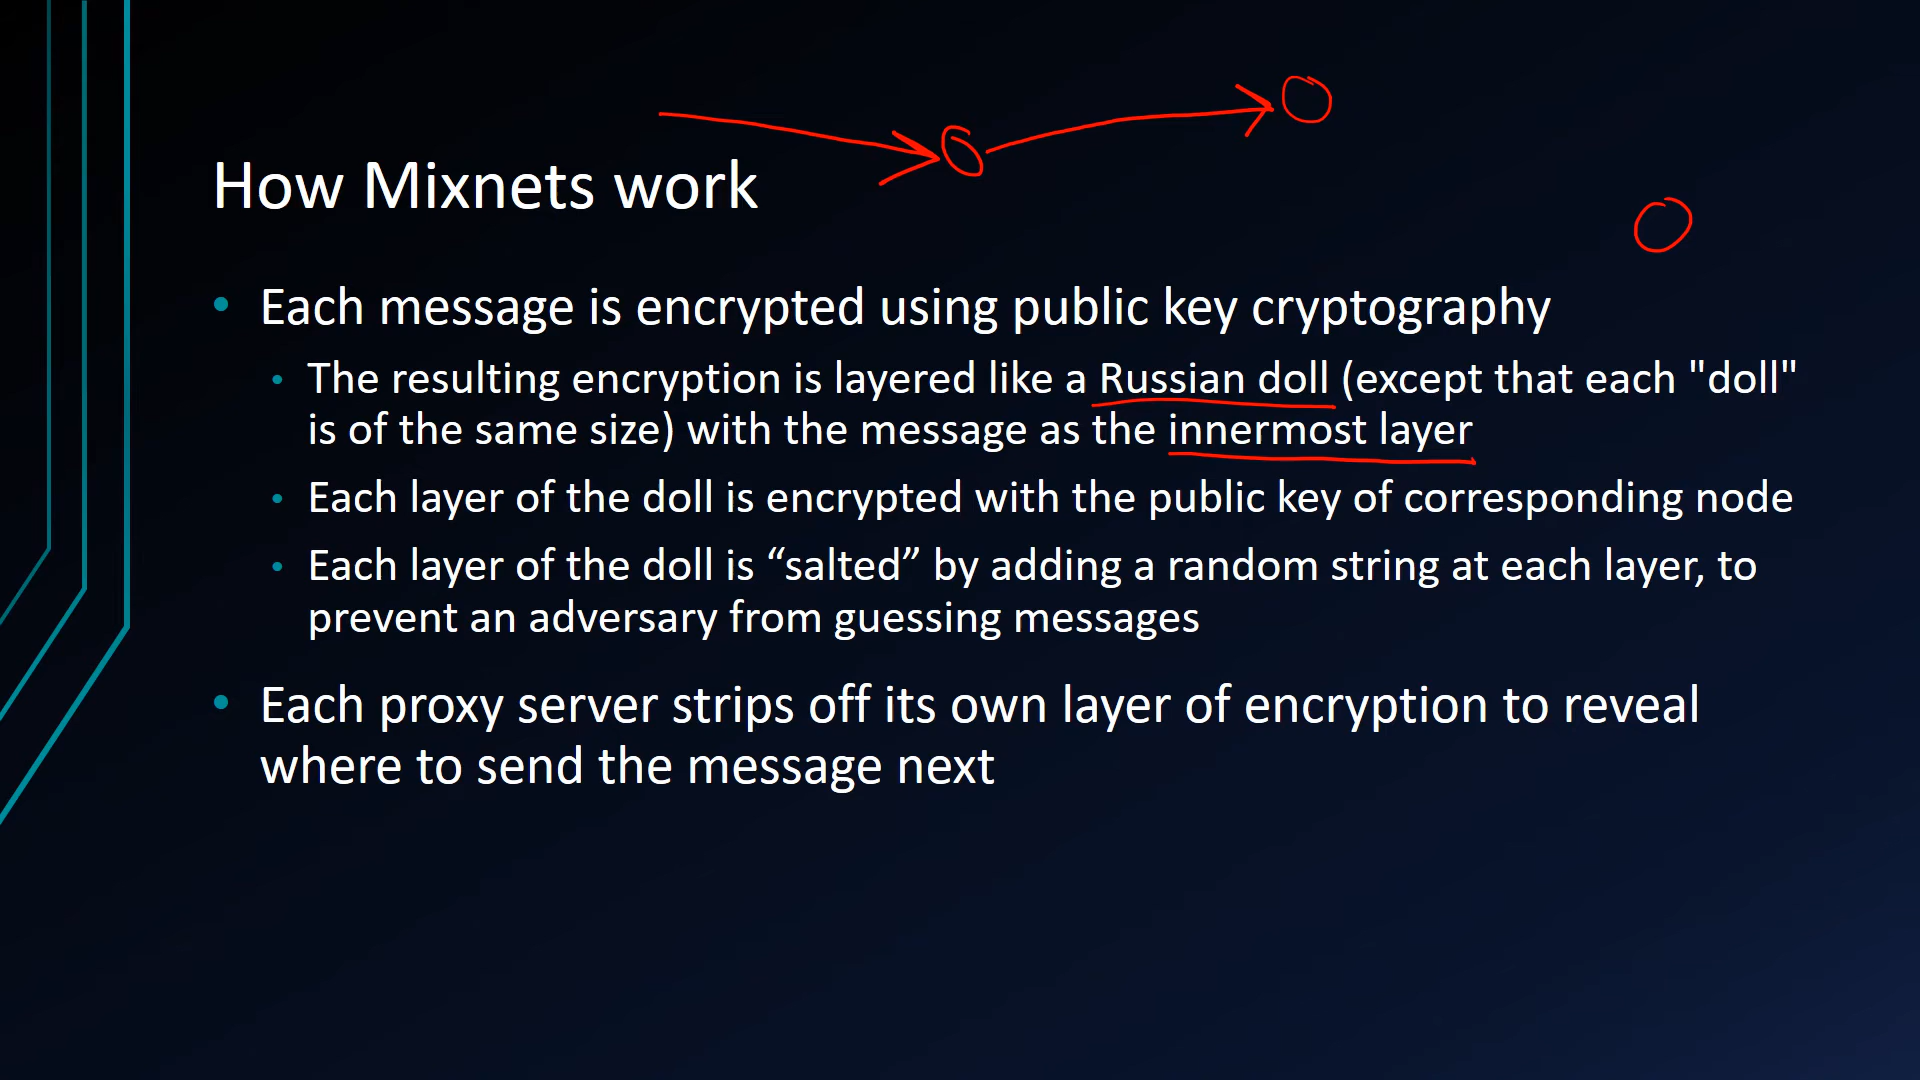 How Mixnets work
• Each message is encrypted using public key cryptography
• The resulting encryption is layered like a Russian doll (except that each "doll"
is of the same size) with the message as the innermost layer
• Each layer of the doll is encrypted with the public key of corresponding node
• Each layer of the doll is “salted” by adding a random string at each layer, to
prevent an adversary from guessing messages
• Each proxy server strips off its own layer of encryption to reveal
where to send the message next